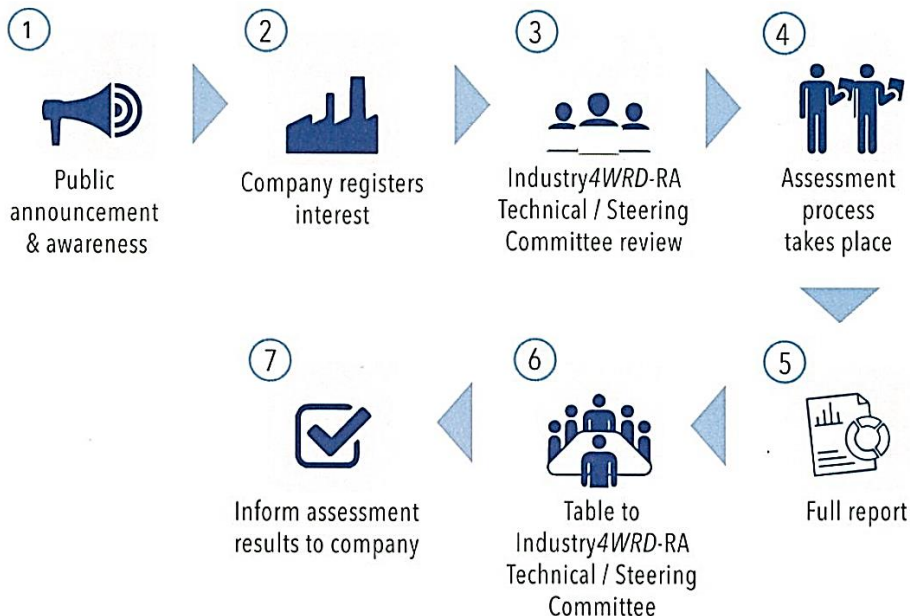 1
Public
announcement
& awareness
2
Company registers
interest
3
Industry4WRD-RA
Technical / Steering
Committee review
4
Assessment
process
takes place
5
Full report
6
Table to
Industry4WRD-RA
Technical / Steering
Committee
7
Inform assessment
results to company